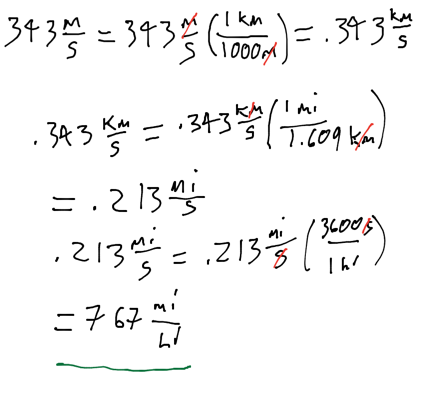 343 m/s = 343 m/s (1 km / 1000 m) = .343 km/s
.343 km/s = .343 km/s (1 mi / 1.609 km)
= .213 mi/s
.213 mi/s = .213 mi/s (3600 s / 1 hr)
= 767 mi/hr